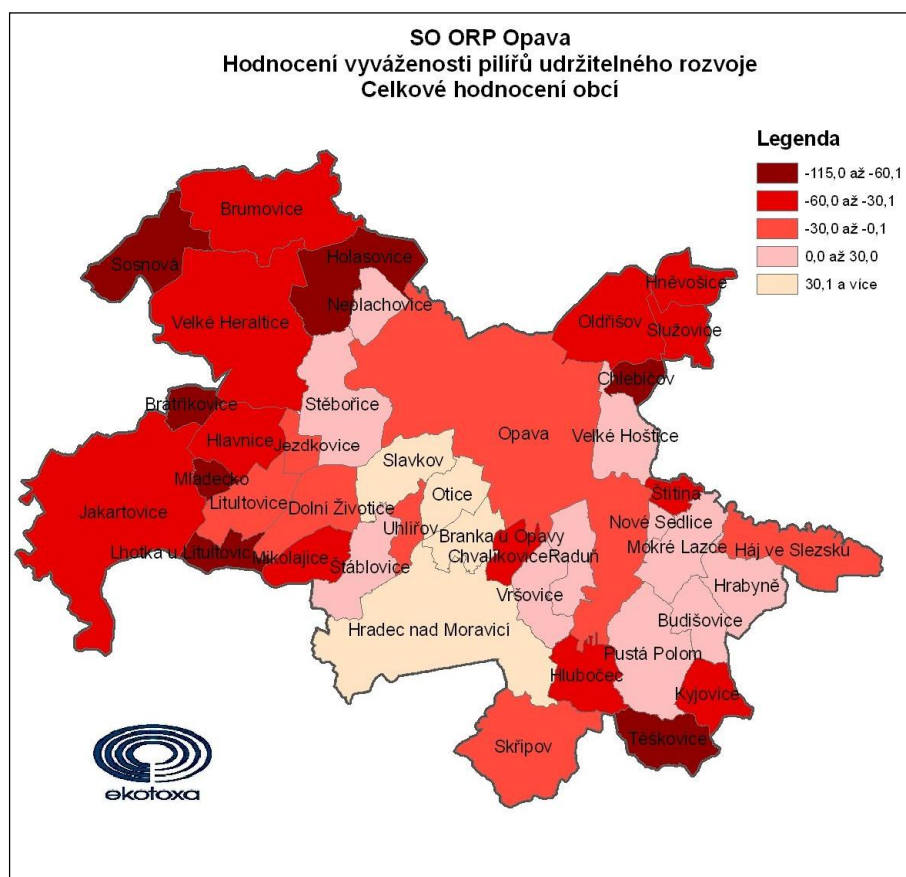 SO ORP Opava
Hodnocení vyváženosti pilířů udržitelného rozvoje
Celkové hodnocení obcí
Legenda
-115,0 až -60,1
-60,0 až -30,1
-30,0 až -0,1
0,0 až 30,0
30,1 a více
Brumovice
Sosnová
Holasovice
Neplachovice
Velké Heraltice
Hněvošice
Oldřišov
Služovice
Chlebičov
Bratříkovice
Stěbořice
Hlavnice
Jezdkovice
Opava
Velké Hoštice
Slavkov
Mladecko
Litultovice
Dolní Životice
Otice
Štítina
Jakartovice
Uhlířov
Nové Sedlice
Branka u Opavy
Mokré Lazce
Háj ve Slezsku
Lhotka u Litultovic
Mikolajice
Štáblovice
Chvalíkovice
Raduň
Vršovice
Hrabyně
Budišovice
Hradec nad Moravicí
Pustá Polom
Hlubočec
Kyjovice
Skřipov
Těškovice
ekotoxa